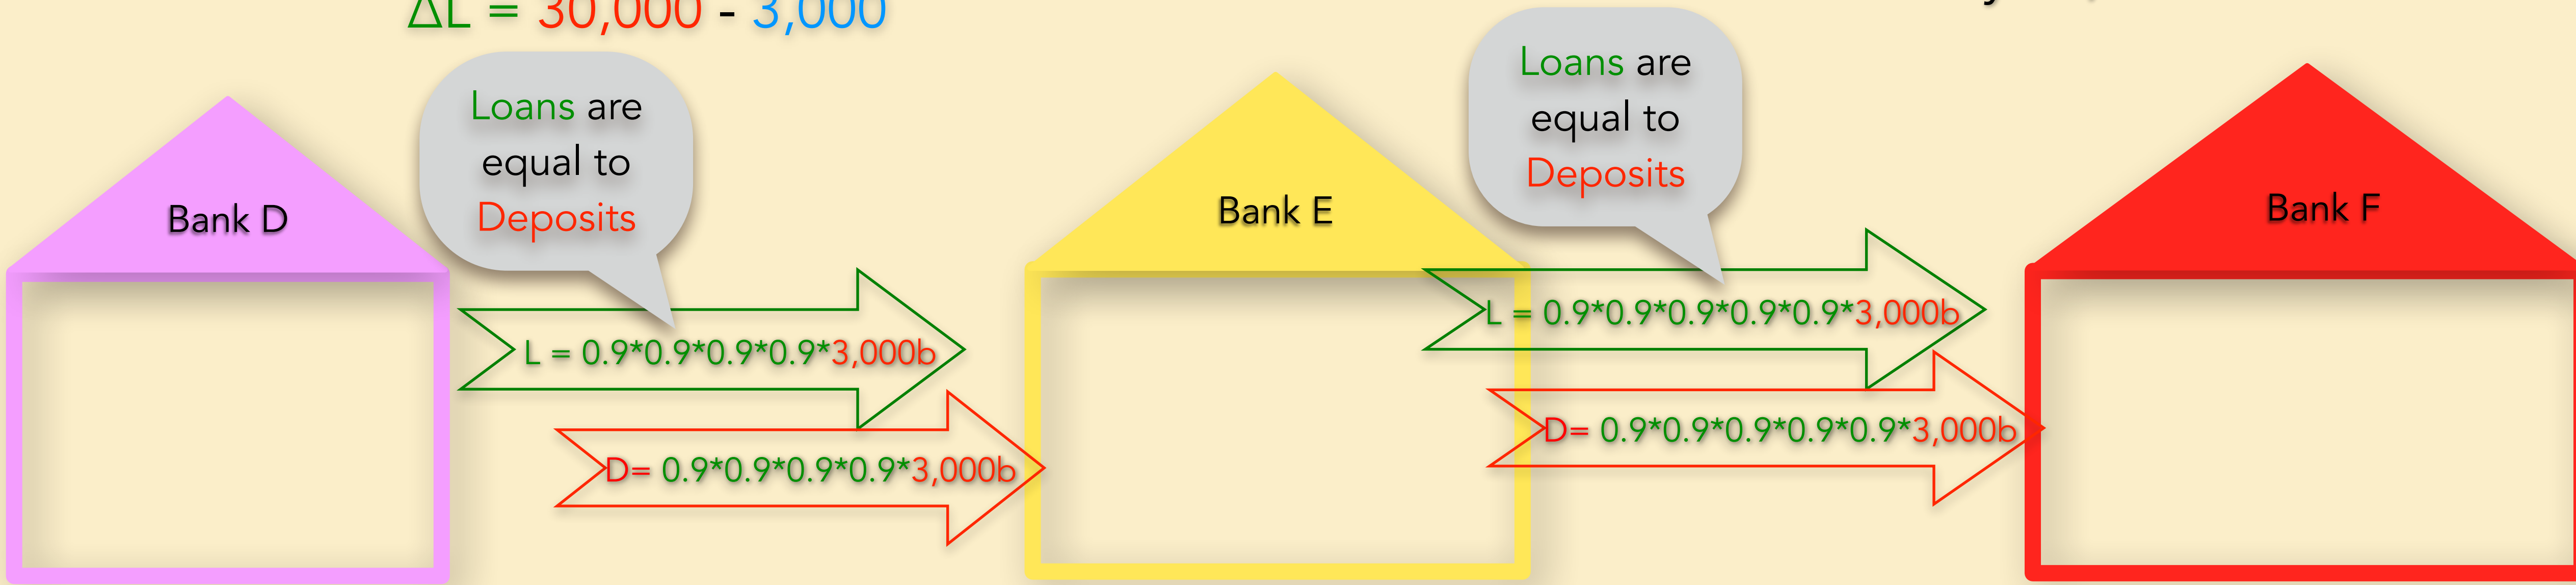 ΔL = 30,000 - 3,000
Loans are
equal to
Deposits
Loans are
equal to
Deposits
Bank D
Bank E
Bank F
L = 0.9*0.9*0.9*0.9*3,000b
D= 0.9*0.9*0.9*0.9*3,000b
L = 0.9*0.9*0.9*0.9*0.9*3,000b
D= 0.9*0.9*0.9*0.9*0.9*3,000b